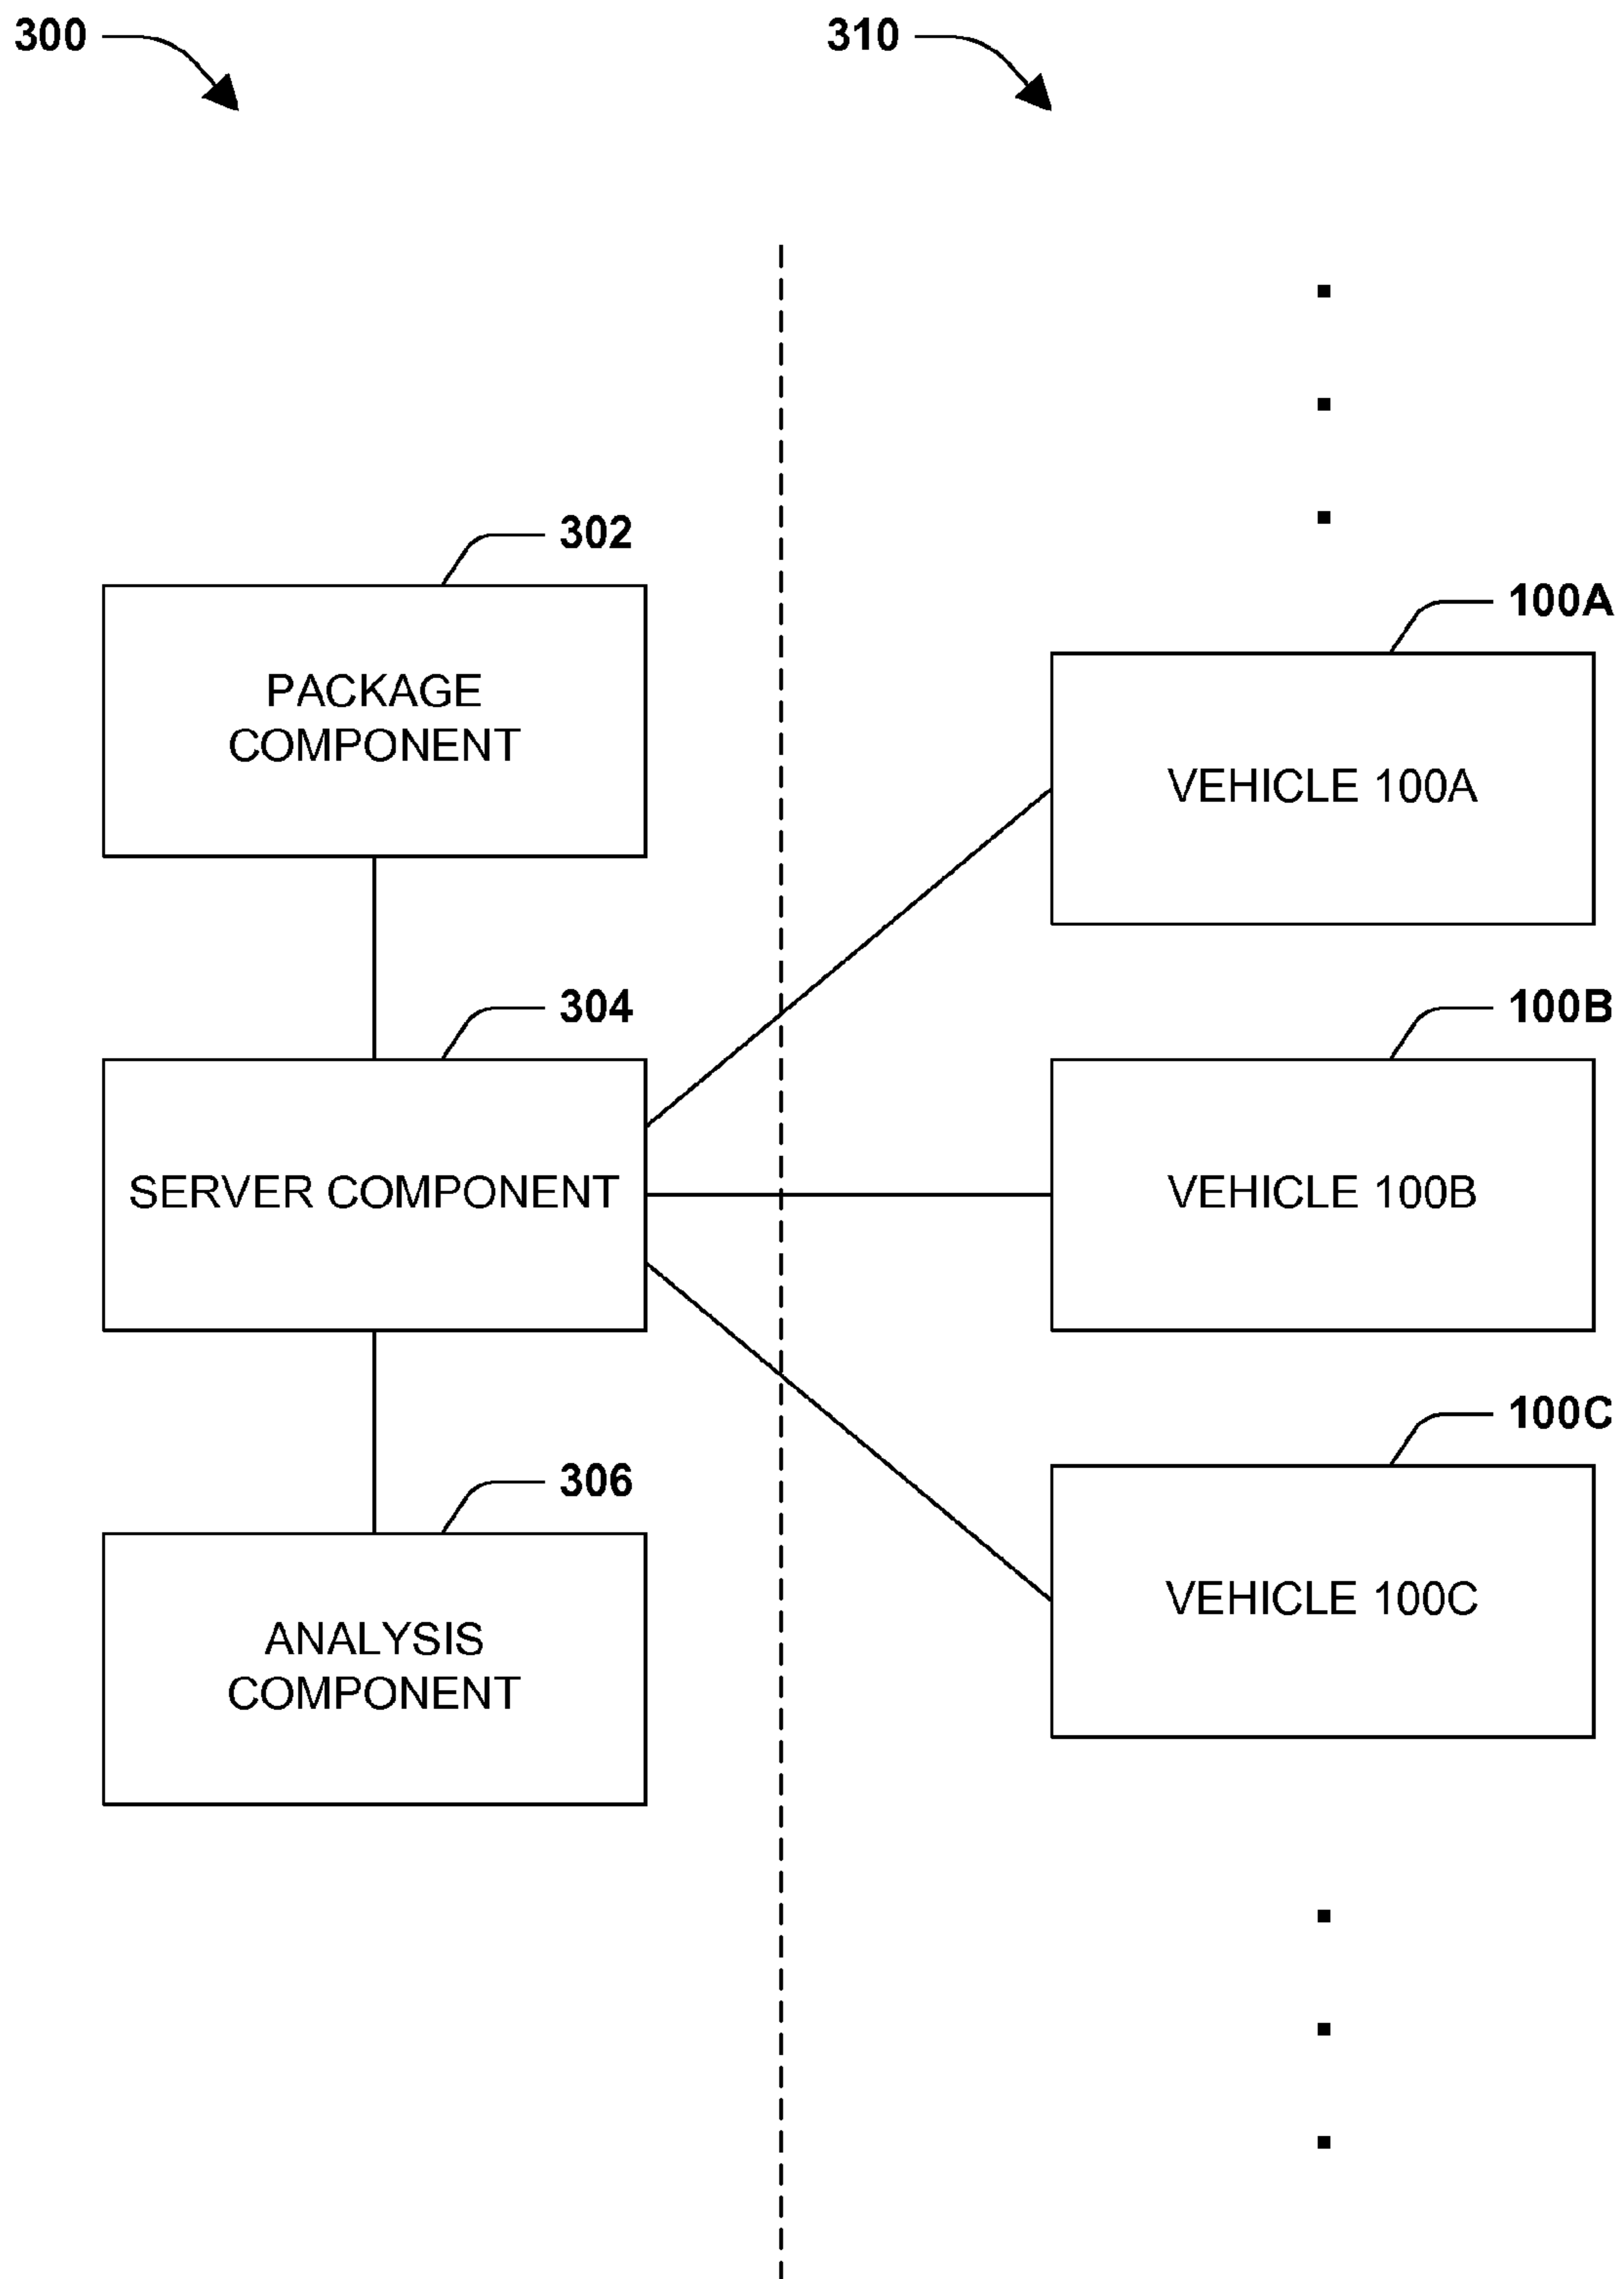 300
310
302
PACKAGE
COMPONENT
100A
VEHICLE 100A
304
SERVER COMPONENT
100B
VEHICLE 100B
306
ANALYSIS
COMPONENT
100C
VEHICLE 100C